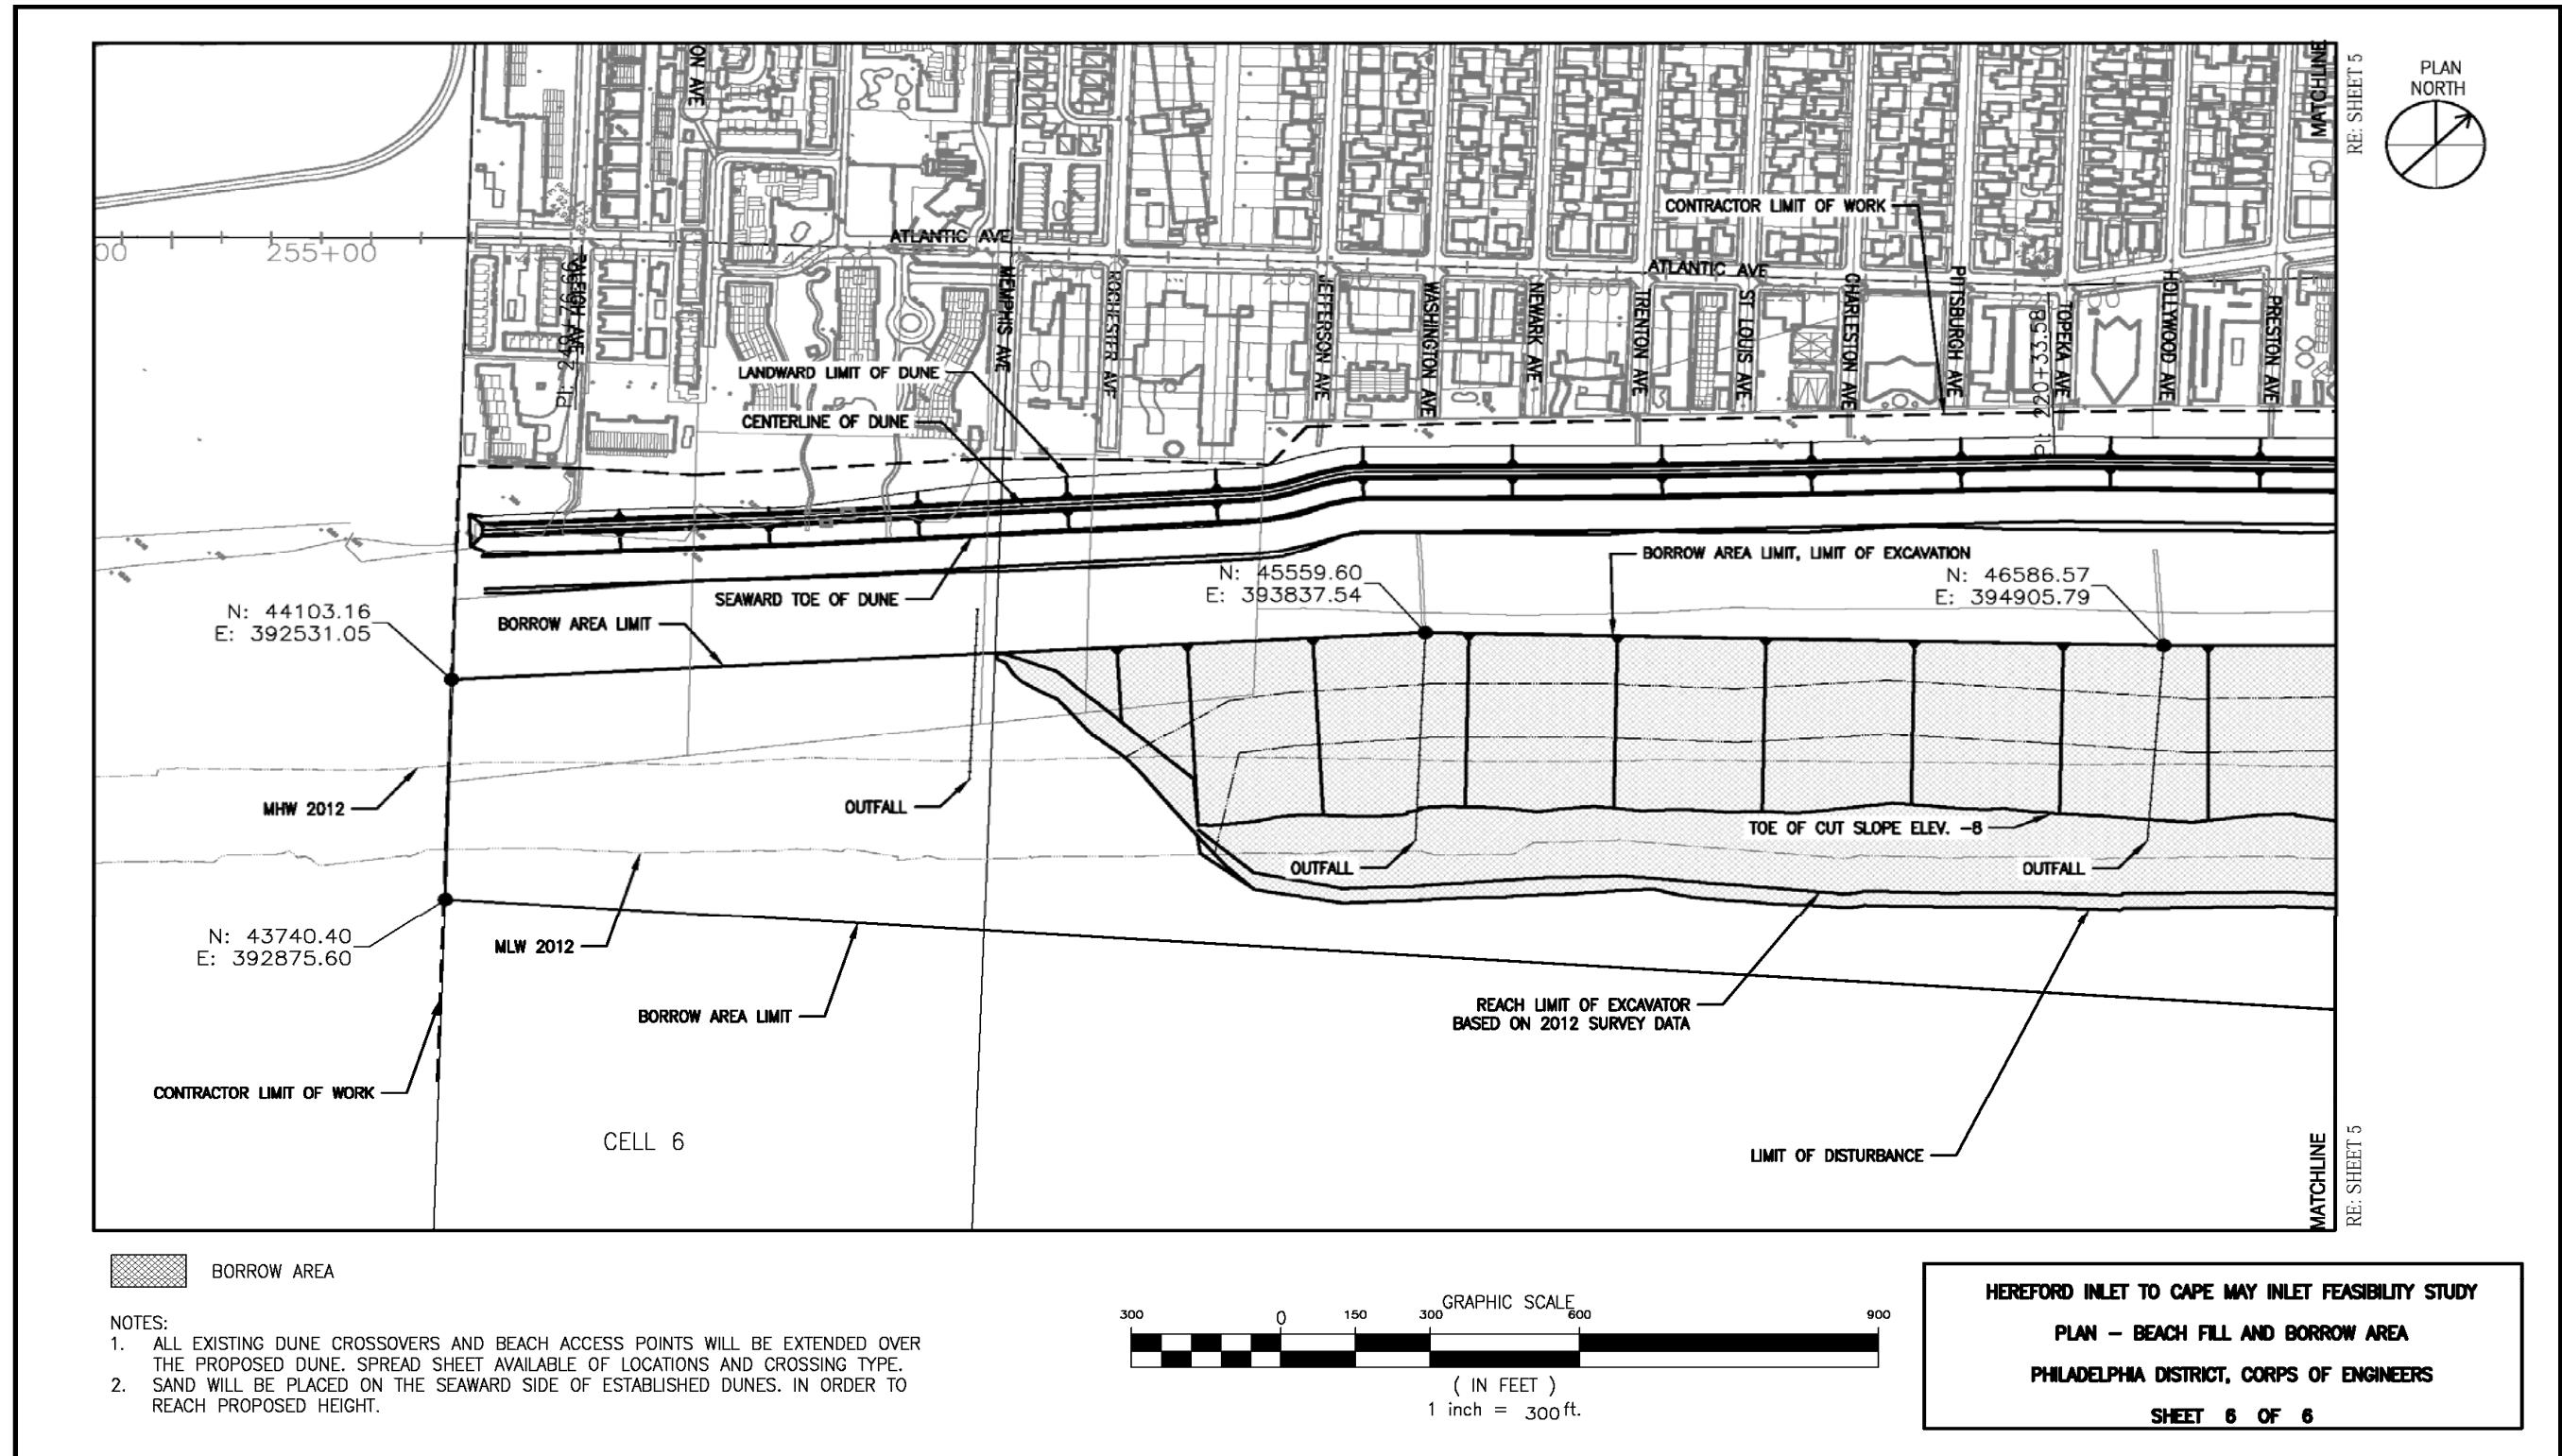 ON AVE
MATCHLINE
RE: SHEET 5
PLAN
NORTH
CONTRACTOR LIMIT OF WORK
ATLANTIC AVE
00
255+00
ATLANTIC AVE
RALEIGH AVE
MEMPHIS AVE
ROCHESTER AVE
JEFFERSON AVE
WASHINGTON AVE
NEWARK AVE
TRENTON AVE
ST LOUIS AVE
CHARLESTON AVE
PITTSBURGH AVE
PI: 220+33.58
TOPEKA AVE
HOLLYWOOD AVE
PRESTON AVE
LANDWARD LIMIT OF DUNE
CENTERLINE OF DUNE
BORROW AREA LIMIT, LIMIT OF EXCAVATION
N: 45559.60
E: 393837.54
N: 46586.57
E: 394905.79
SEAWARD TOE OF DUNE
N: 44103.16
E: 392531.05
BORROW AREA LIMIT
MHW 2012
OUTFALL
TOE OF CUT SLOPE ELEV. -8
OUTFALL
OUTFALL
N: 43740.40
E: 392875.60
MLW 2012
BORROW AREA LIMIT
REACH LIMIT OF EXCAVATOR
BASED ON 2012 SURVEY DATA
CONTRACTOR LIMIT OF WORK
CELL 6
LIMIT OF DISTURBANCE
MATCHLINE
RE: SHEET 5
BORROW AREA
NOTES:
1. ALL EXISTING DUNE CROSSOVERS AND BEACH ACCESS POINTS WILL BE EXTENDED OVER
THE PROPOSED DUNE. SPREAD SHEET AVAILABLE OF LOCATIONS AND CROSSING TYPE.
2. SAND WILL BE PLACED ON THE SEAWARD SIDE OF ESTABLISHED DUNES. IN ORDER TO
REACH PROPOSED HEIGHT.
GRAPHIC SCALE
300 0 150 300 600 900
( IN FEET )
1 inch = 300 ft.
HEREFORD INLET TO CAPE MAY INLET FEASIBILITY STUDY
PLAN - BEACH FILL AND BORROW AREA
PHILADELPHIA DISTRICT, CORPS OF ENGINEERS
SHEET 6 OF 6